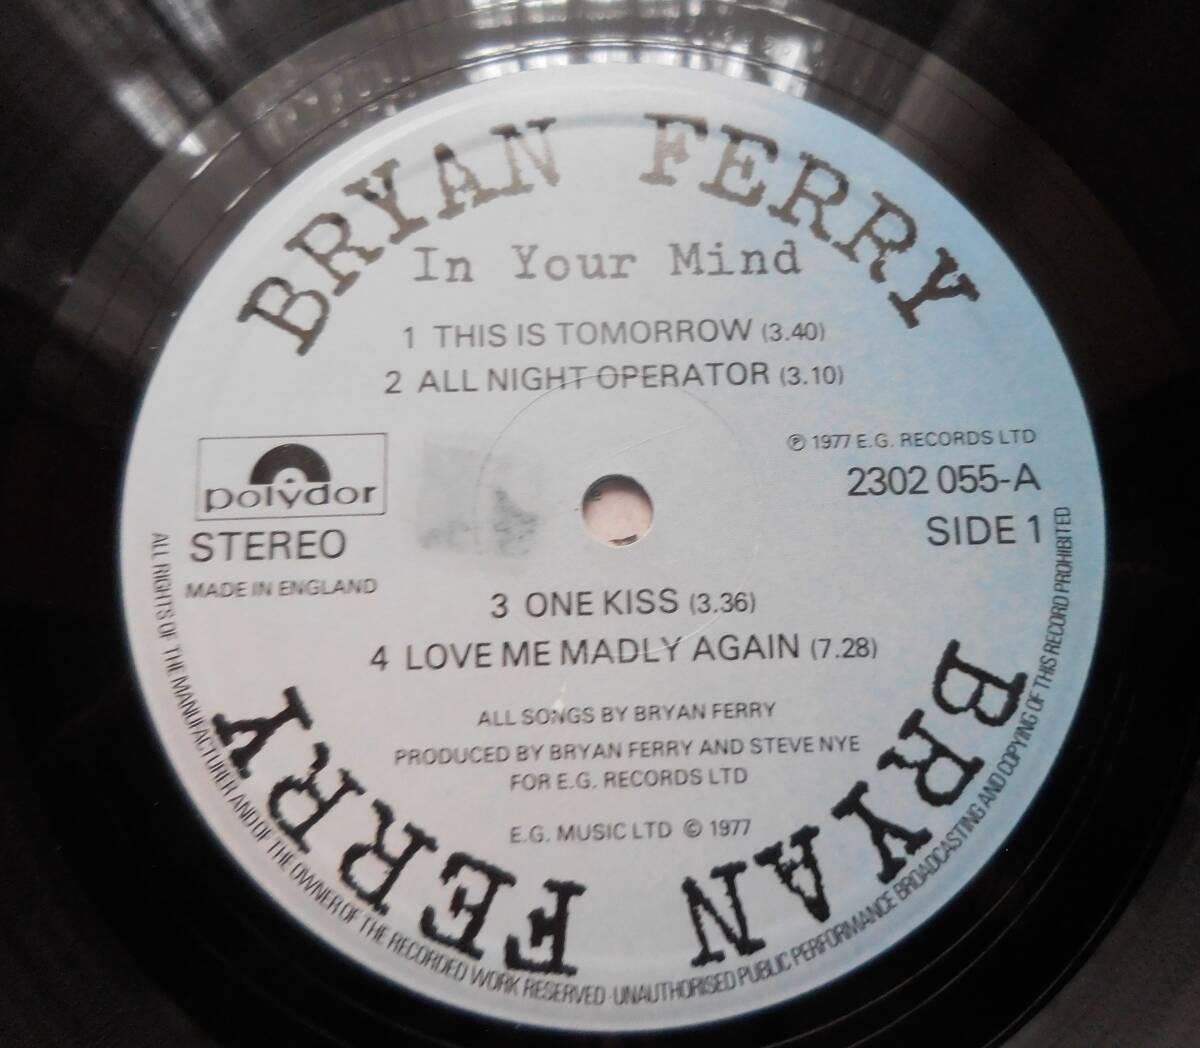 BRYAN FERRY
In Your Mind
1 THIS IS TOMORROW (3.40)
2 ALL NIGHT OPERATOR (3.10)
polydor
STEREO
MADE IN ENGLAND
℗ 1977 E.G. RECORDS LTD
2302 055-A
SIDE 1
3 ONE KISS (3.36)
4 LOVE ME MADLY AGAIN (7.28)
ALL SONGS BY BRYAN FERRY
PRODUCED BY BRYAN FERRY AND STEVE NYE
FOR E.G. RECORDS LTD
E.G. MUSIC LTD © 1977
BRYAN FERRY
ALL RIGHTS OF THE MANUFACTURER AND OF THE OWNER OF THE RECORDED WORK RESERVED · UNAUTHORISED PUBLIC PERFORMANCE BROADCASTING AND COPYING OF THIS RECORD PROHIBITED